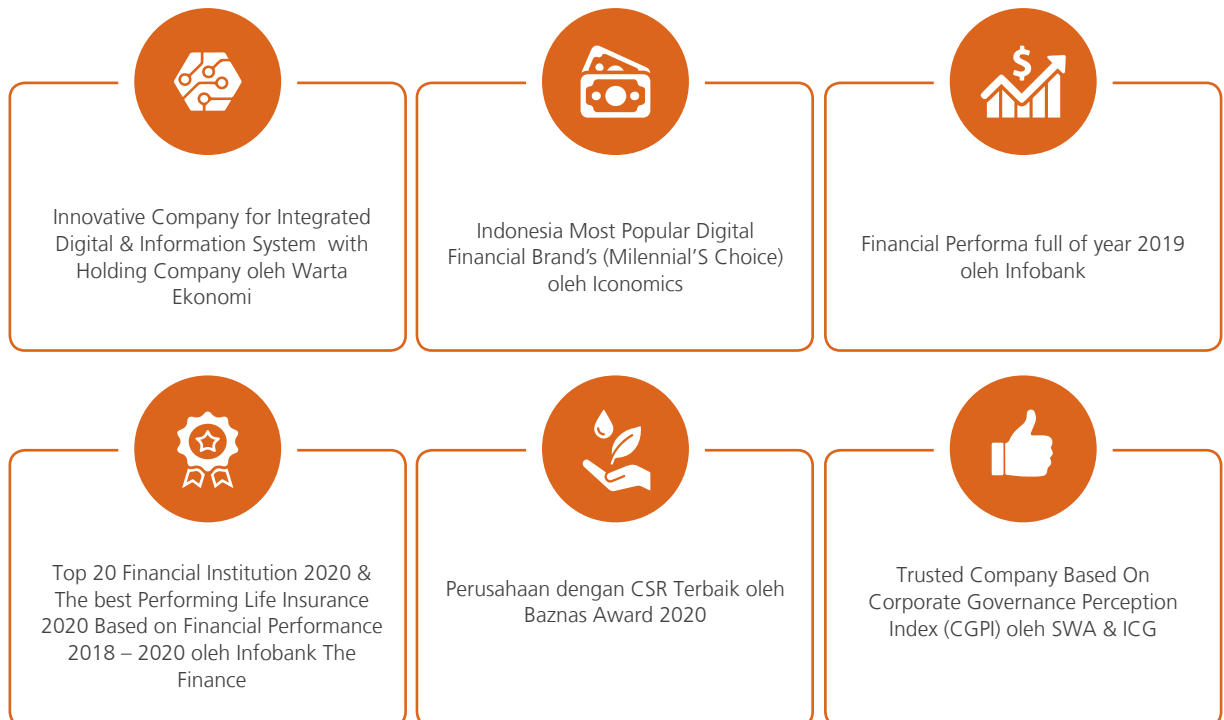 Innovative Company for Integrated
Digital & Information System  with
Holding Company oleh Warta
Ekonomi
Indonesia Most Popular Digital
Financial Brand’s (Milennial’S Choice)
oleh Iconomics
Financial Performa full of year 2019
oleh Infobank
Top 20 Financial Institution 2020 &
The best Performing Life Insurance
2020 Based on Financial Performance
2018 – 2020 oleh Infobank The
Finance
Perusahaan dengan CSR Terbaik oleh
Baznas Award 2020
Trusted Company Based On
Corporate Governance Perception
Index (CGPI) oleh SWA & ICG